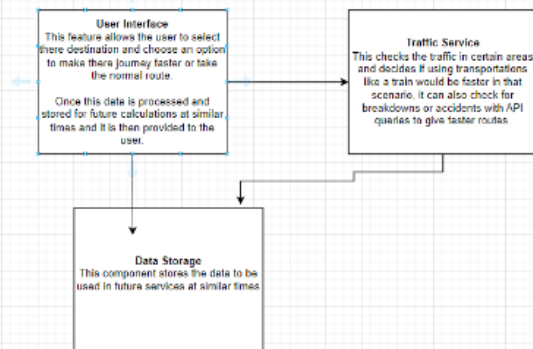 User Interface
This feature allows the user to select
there destination and choose an option
to make there journey faster or take
the normal route.
Once this date is processed and
stored for future calculations at similar
times and it is then provided to the
user.
Traffic Service
This checks the traffic in certain areas
and decides if using transportations
like a train would be faster in that
scenario. it can also check for
breakdowns or accidents with API
queries to give faster routes
Data Storage
This component stores the data to be
used in future services at similar times